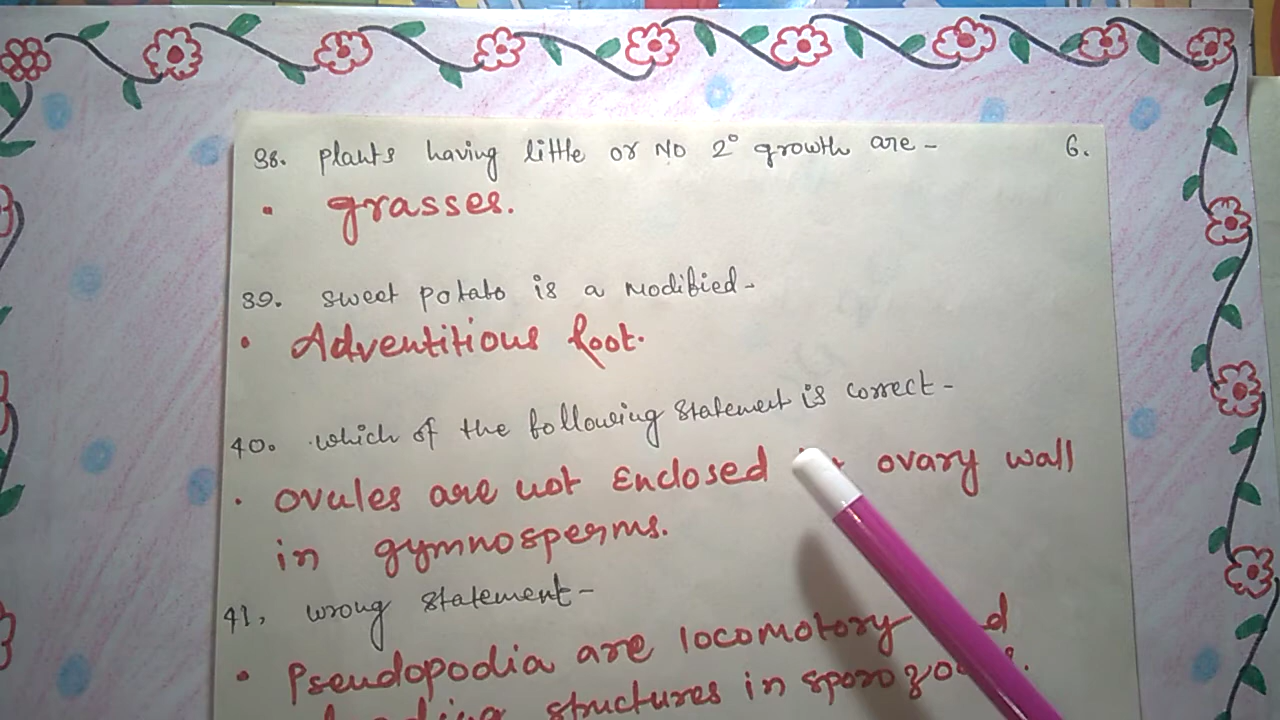 38. plants having little or No 2° growth are - 6.
• grasses.
39. sweet potato is a modified -
• Adventitious Root.
40. which of the following statement is correct -
• ovules are not Enclosed ovary wall
in gymnosperms.
41. wrong statement -
• Pseudopodia are locomotory
structures in